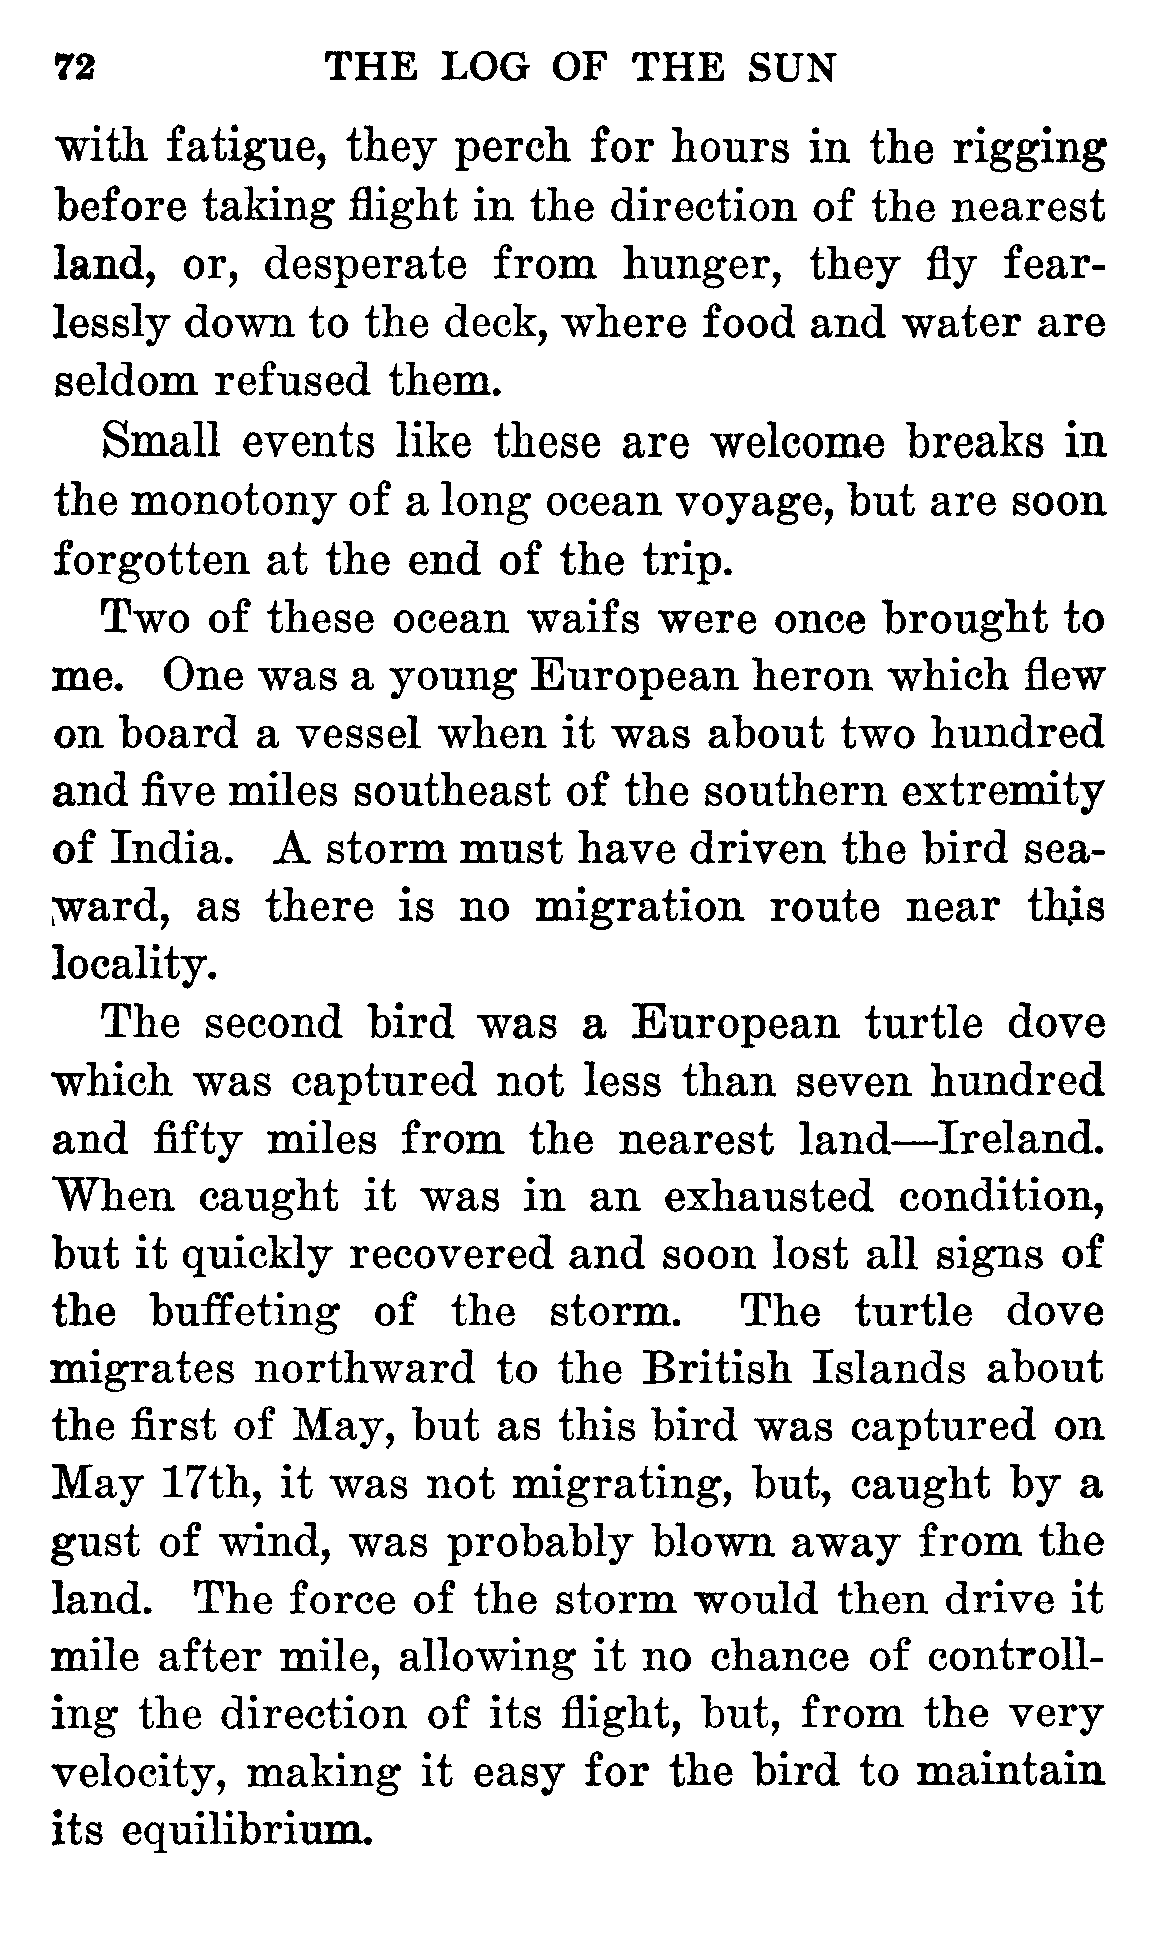 72 THE LOG OF THE SUN
with fatigue, they perch for hours in the rigging
before taking flight in the direction of the nearest
land, or, desperate from hunger, they fly fear-
lessly down to the deck, where food and water are
seldom refused them.
Small events like these are welcome breaks in
the monotony of a long ocean voyage, but are soon
forgotten at the end of the trip.
Two of these ocean waifs were once brought to
me. One was a young European heron which flew
on board a vessel when it was about two hundred
and five miles southeast of the southern extremity
of India. A storm must have driven the bird sea-
ward, as there is no migration route near this
locality.
The second bird was a European turtle dove
which was captured not less than seven hundred
and fifty miles from the nearest land—Ireland.
When caught it was in an exhausted condition,
but it quickly recovered and soon lost all signs of
the buffeting of the storm. The turtle dove
migrates northward to the British Islands about
the first of May, but as this bird was captured on
May 17th, it was not migrating, but, caught by a
gust of wind, was probably blown away from the
land. The force of the storm would then drive it
mile after mile, allowing it no chance of controll-
ing the direction of its flight, but, from the very
velocity, making it easy for the bird to maintain
its equilibrium.